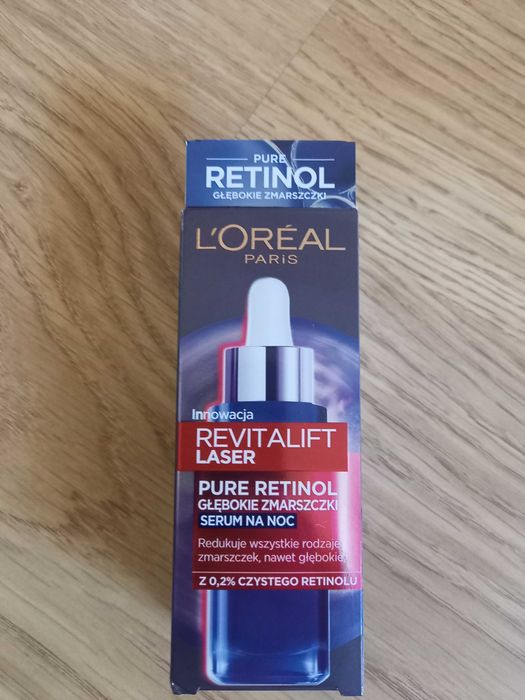 PURE
RETINOL
GŁĘBOKIE ZMARSZCZKI
L'ORÉAL
PARiS
Innowacja
REVITALIFT
LASER
PURE RETINOL
GŁĘBOKIE ZMARSZCZKI
SERUM NA NOC
Redukuje wszystkie rodzaje
zmarszczek, nawet głębokie.
Z 0,2% CZYSTEGO RETINOLU